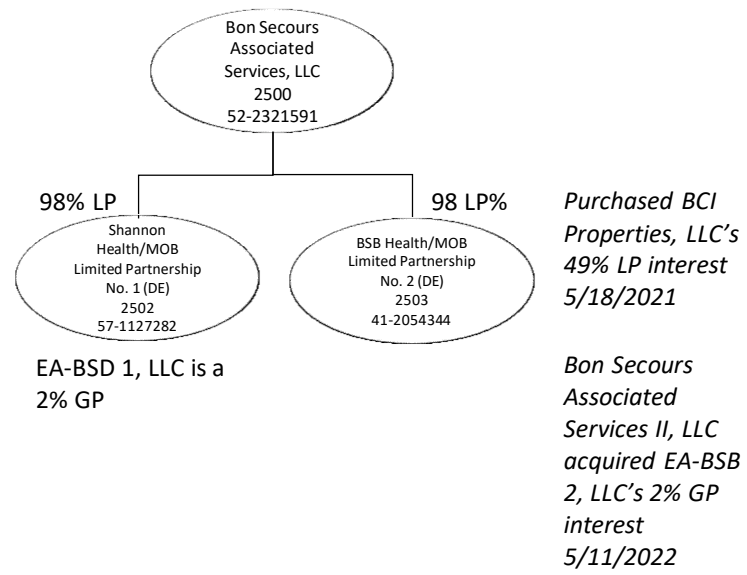 Bon Secours
Associated
Services, LLC
2500
52-2321591
98% LP
98 LP%
Shannon
Health/MOB
Limited Partnership
No. 1 (DE)
2502
57-1127282
BSB Health/MOB
Limited Partnership
No. 2 (DE)
2503
41-2054344
EA-BSD 1, LLC is a
2% GP
Purchased BCI
Properties, LLC’s
49% LP interest
5/18/2021
Bon Secours
Associated
Services II, LLC
acquired EA-BSB
2, LLC’s 2% GP
interest
5/11/2022